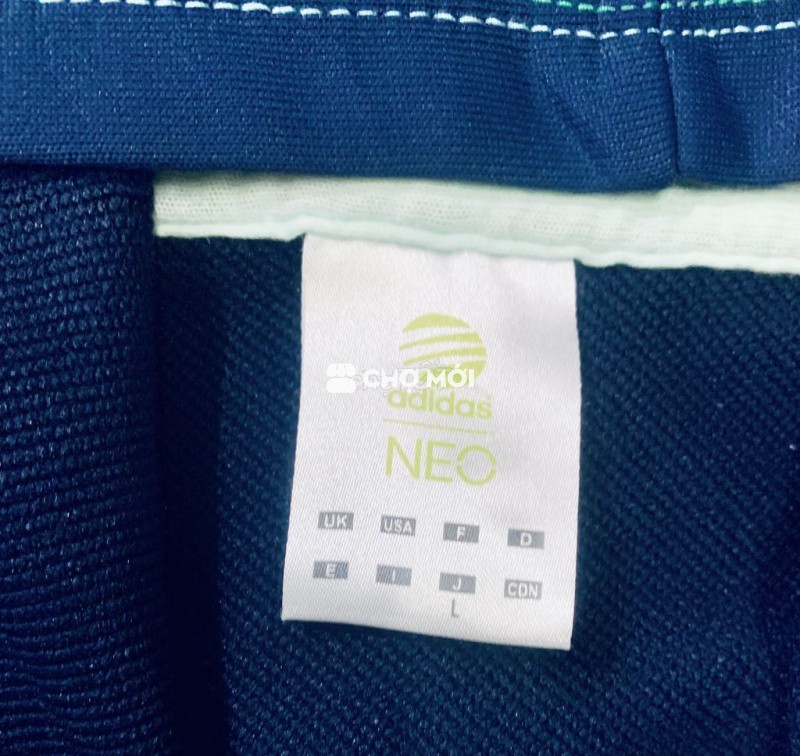 CHỢ MỚI
adidas
NEO
UK USA F D
E I J CDN
L